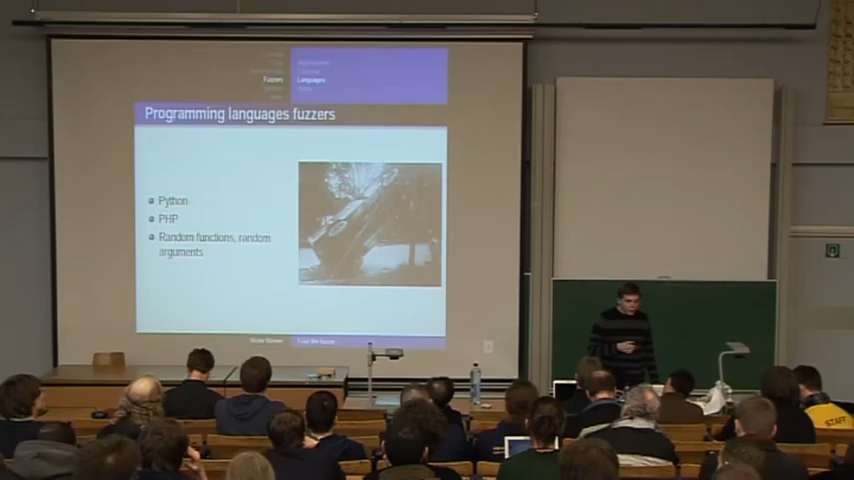 Fuzzers
Languages
Programming languages fuzzers
Python
PHP
Random functions, random
arguments
STAFF